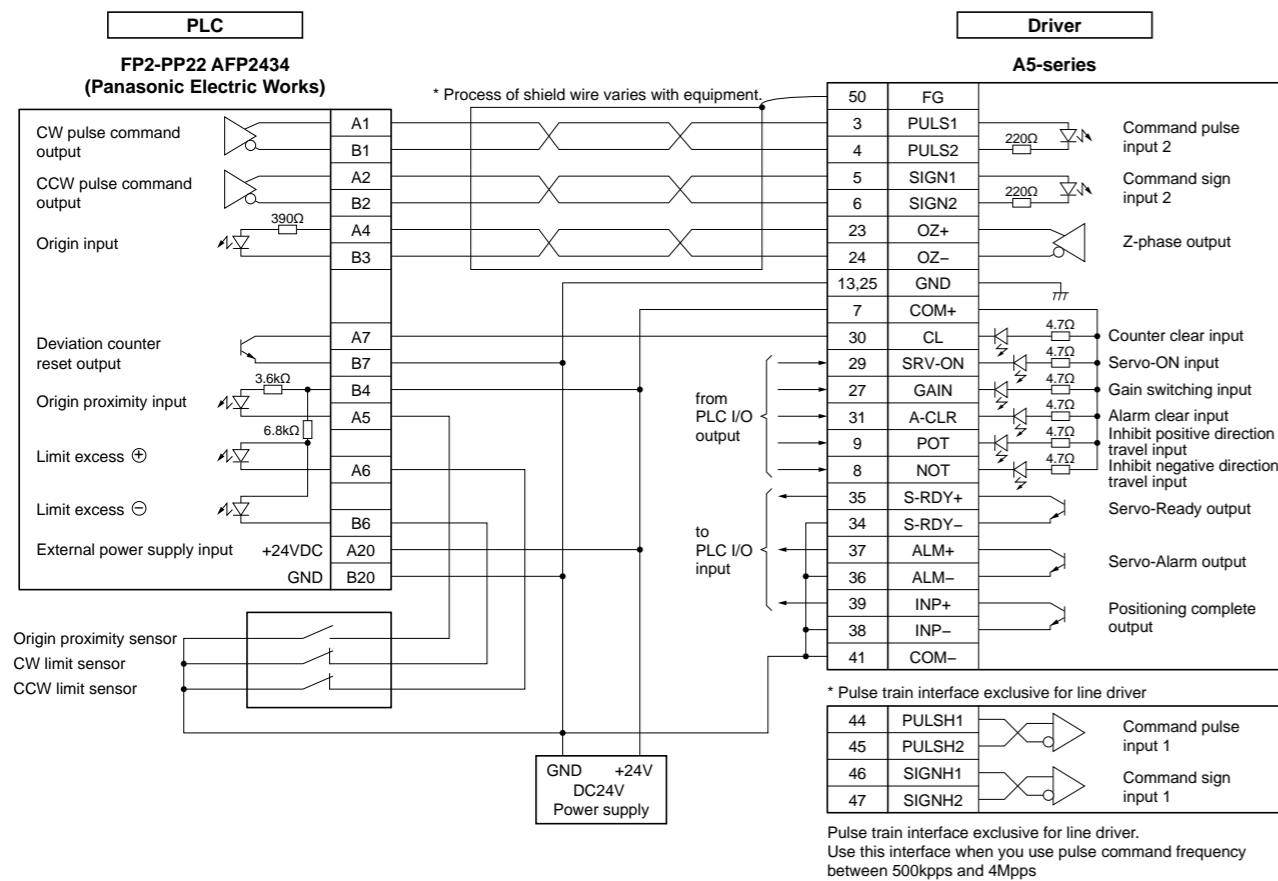 PLC
FP2-PP22 AFP2434
(Panasonic Electric Works)
CW pulse command
output
CCW pulse command
output
390Ω
Origin input
Deviation counter
reset output
3.6kΩ
Origin proximity input
6.8kΩ
Limit excess ⊕
Limit excess ⊖
External power supply input +24VDC
GND
A1
B1
A2
B2
A4
B3
A7
B7
B4
A5
A6
B6
A20
B20
Origin proximity sensor
CW limit sensor
CCW limit sensor
* Process of shield wire varies with equipment.
from
PLC I/O
output
to
PLC I/O
input
GND +24V
DC24V
Power supply
Driver
A5-series
50 FG
3 PULS1
4 PULS2
5 SIGN1
6 SIGN2
23 OZ+
24 OZ−
13,25 GND
7 COM+
30 CL
29 SRV-ON
27 GAIN
31 A-CLR
9 POT
8 NOT
35 S-RDY+
34 S-RDY−
37 ALM+
36 ALM−
39 INP+
38 INP−
41 COM−
220Ω
Command pulse
input 2
220Ω
Command sign
input 2
Z-phase output
4.7Ω
Counter clear input
4.7Ω
Servo-ON input
4.7Ω
Gain switching input
4.7Ω
Alarm clear input
4.7Ω
Inhibit positive direction
travel input
4.7Ω
Inhibit negative direction
travel input
Servo-Ready output
Servo-Alarm output
Positioning complete
output
* Pulse train interface exclusive for line driver
44 PULSH1
45 PULSH2
46 SIGNH1
47 SIGNH2
Command pulse
input 1
Command sign
input 1
Pulse train interface exclusive for line driver.
Use this interface when you use pulse command frequency
between 500kpps and 4Mpps